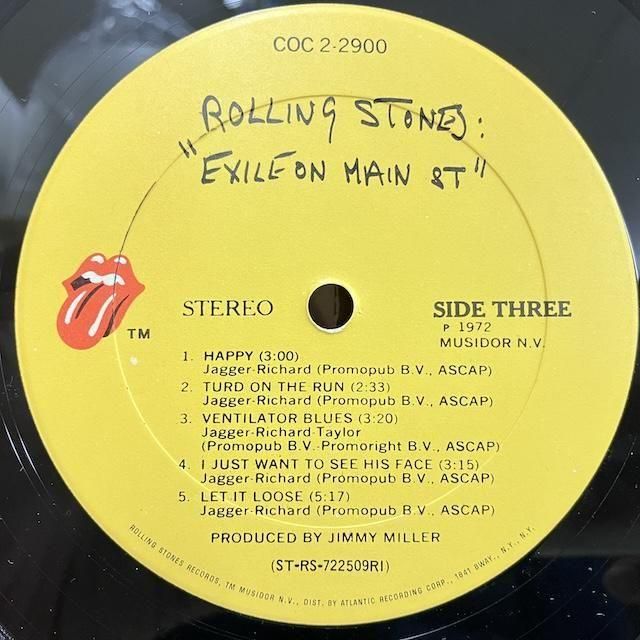 COC 2-2900
ROLLING STONES:
"EXILE ON MAIN ST"
STEREO
SIDE THREE
℗ 1972
MUSIDOR N.V.
TM
1. HAPPY (3:00)
Jagger-Richard (Promopub B.V., ASCAP)
2. TURD ON THE RUN (2:33)
Jagger-Richard (Promopub B.V., ASCAP)
3. VENTILATOR BLUES (3:20)
Jagger-Richard-Taylor
(Promopub B.V.-Promoright B.V., ASCAP)
4. I JUST WANT TO SEE HIS FACE (3:15)
Jagger-Richard (Promopub B.V., ASCAP)
5. LET IT LOOSE (5:17)
Jagger-Richard (Promopub B.V., ASCAP)
PRODUCED BY JIMMY MILLER
(ST-RS-722509RI)
ROLLING STONES RECORDS, TM MUSIDOR N.V., DIST. BY ATLANTIC RECORDING CORP., 1841 BWAY., N.Y., N.Y.